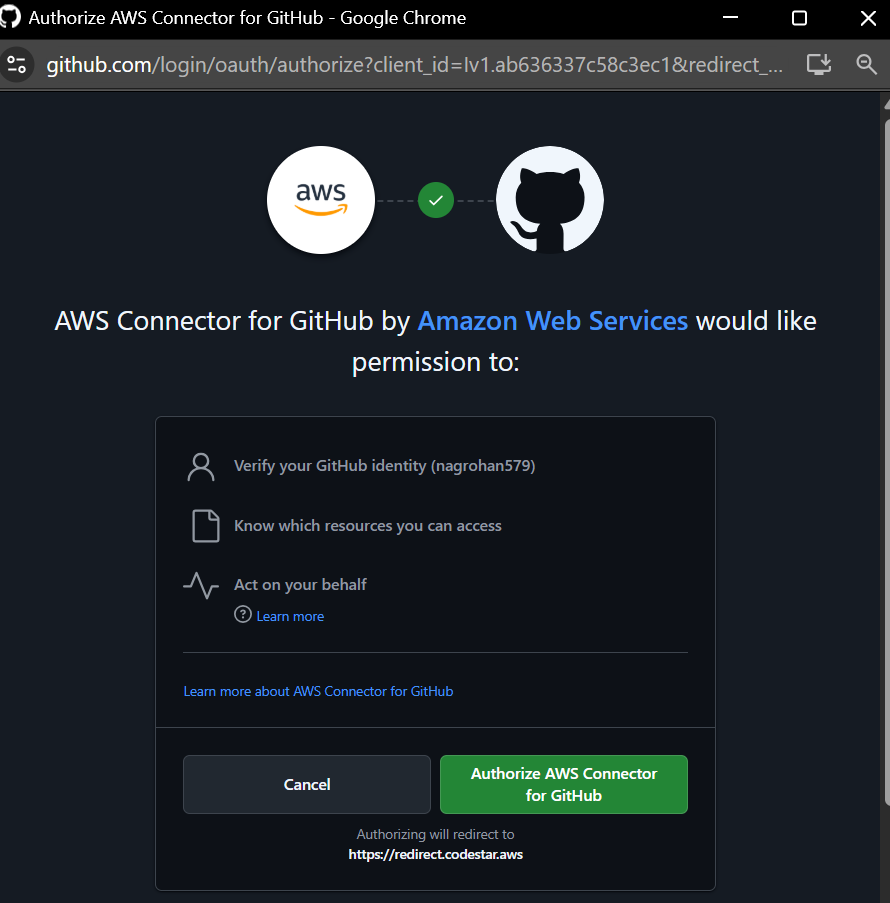 Authorize AWS Connector for GitHub - Google Chrome
github.com/login/oauth/authorize?client_id=Iv1.ab636337c58c3ec1&redirect_...
aws
AWS Connector for GitHub by Amazon Web Services would like
permission to:
Verify your GitHub identity (nagrohan579)
Know which resources you can access
Act on your behalf
Learn more
Learn more about AWS Connector for GitHub
Cancel
Authorize AWS Connector
for GitHub
Authorizing will redirect to
https://redirect.codestar.aws